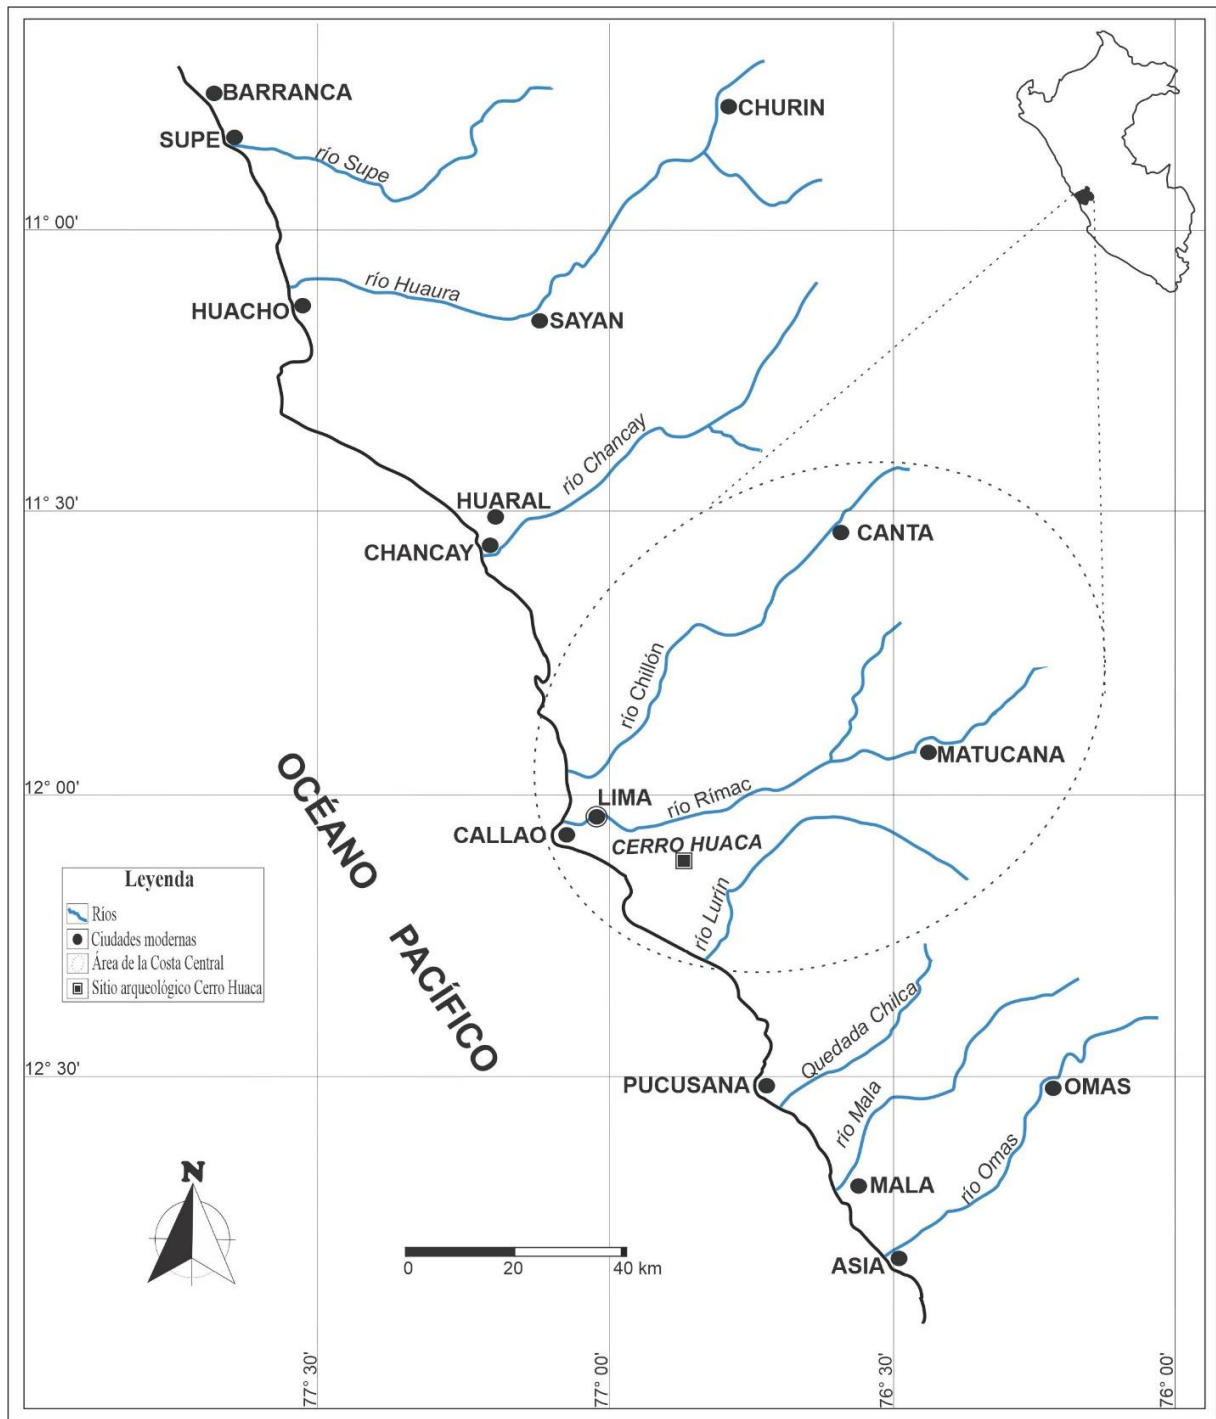 BARRANCA
CHURIN
SUPE
río Supe
11° 00'
río Huaura
HUACHO
SAYAN
río Chancay
HUARAL
11° 30'
CHANCAY
CANTA
río Chillón
MATUCANA
OCÉANO PACÍFICO
12° 00'
LIMA
río Rímac
CALLAO
CERRO HUACA
río Lurín
Leyenda
Ríos
Ciudades modernas
Área de la Costa Central
Sitio arqueológico Cerro Huaca
Quedada Chilca
12° 30'
PUCUSANA
OMAS
río Mala
río Omas
N
MALA
ASIA
0 20 40 km
77° 30'
77° 00'
76° 30'
76° 00'